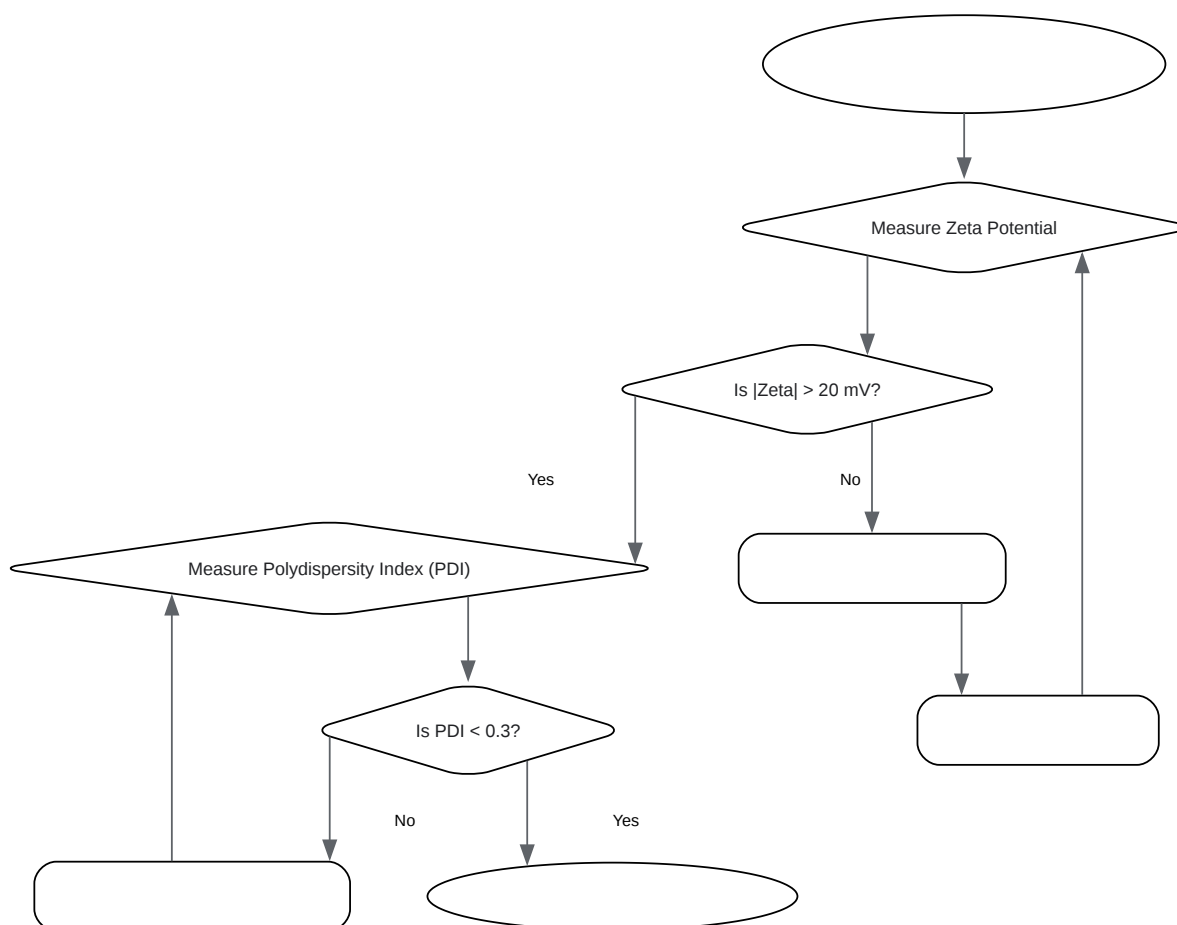 Measure Zeta Potential
Is |Zeta| > 20 mV?
Yes
No
Measure Polydispersity Index (PDI)
Is PDI < 0.3?
No
Yes